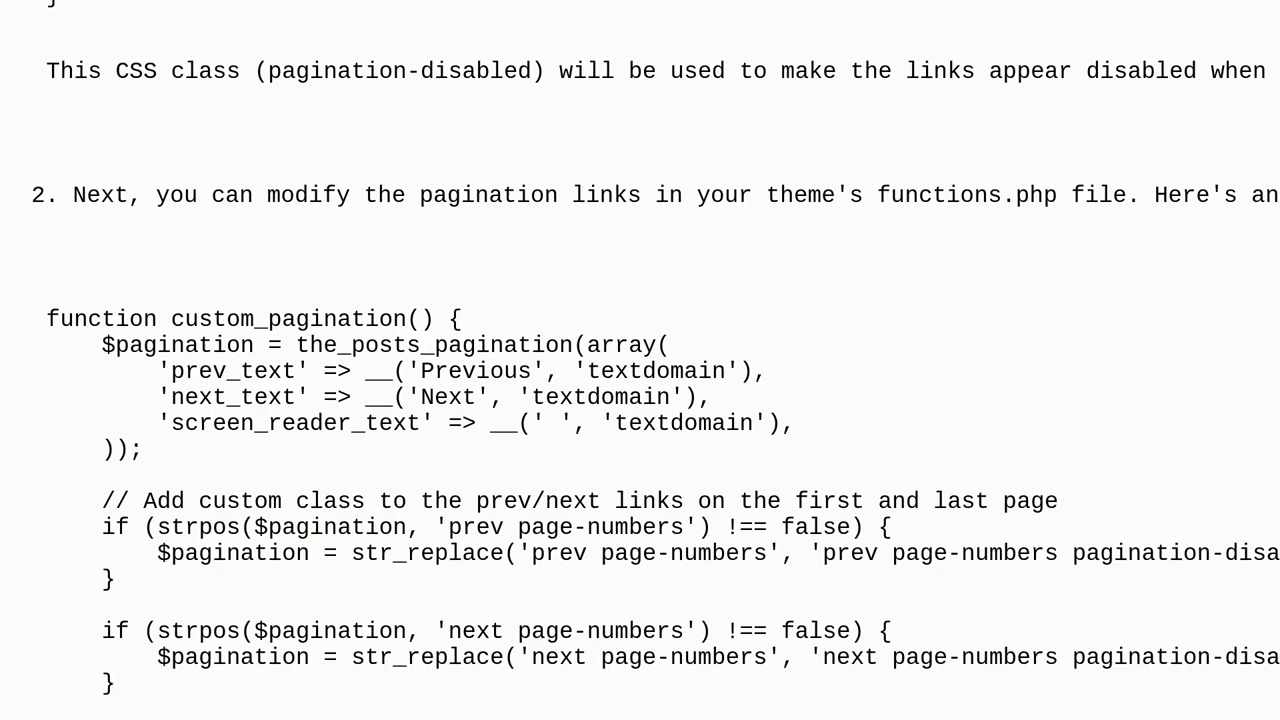 }
This CSS class (pagination-disabled) will be used to make the links appear disabled when
2. Next, you can modify the pagination links in your theme's functions.php file. Here's an
function custom_pagination() {
    $pagination = the_posts_pagination(array(
        'prev_text' => __('Previous', 'textdomain'),
        'next_text' => __('Next', 'textdomain'),
        'screen_reader_text' => __(' ', 'textdomain'),
    ));
    // Add custom class to the prev/next links on the first and last page
    if (strpos($pagination, 'prev page-numbers') !== false) {
        $pagination = str_replace('prev page-numbers', 'prev page-numbers pagination-disa
    }
    if (strpos($pagination, 'next page-numbers') !== false) {
        $pagination = str_replace('next page-numbers', 'next page-numbers pagination-disa
    }